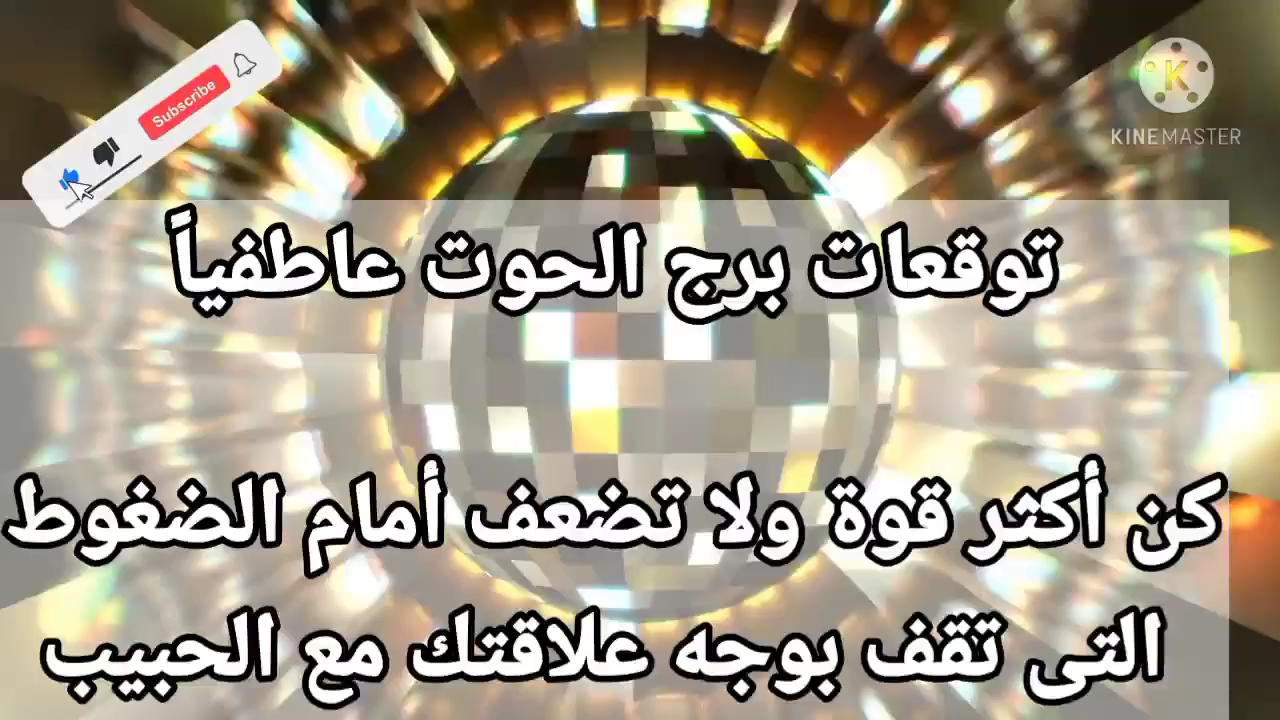 Subscribe
KINEMASTER
توقعات برج الحوت عاطفياً
كن أكثر قوة ولا تضعف أمام الضغوط
التى تقف بوجه علاقتك مع الحبيب